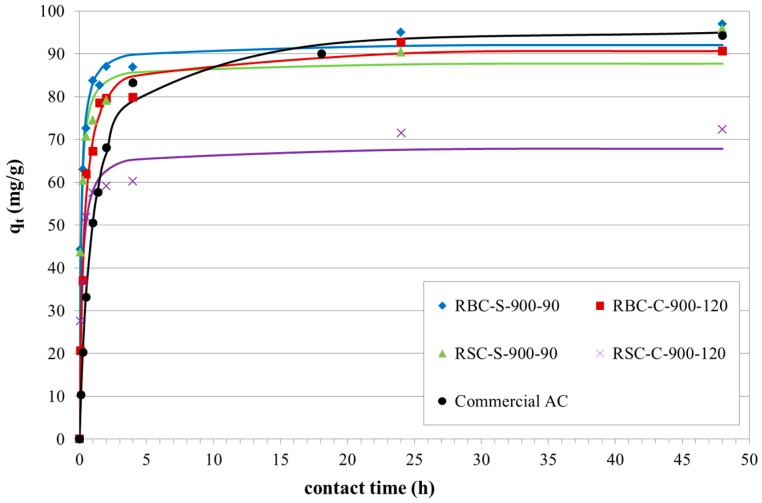 100
90
80
70
60
50
40
30
20
10
0
qt (mg/g)
0 5 10 15 20 25 30 35 40 45 50
contact time (h)
RBC-S-900-90 RBC-C-900-120
RSC-S-900-90 RSC-C-900-120
Commercial AC